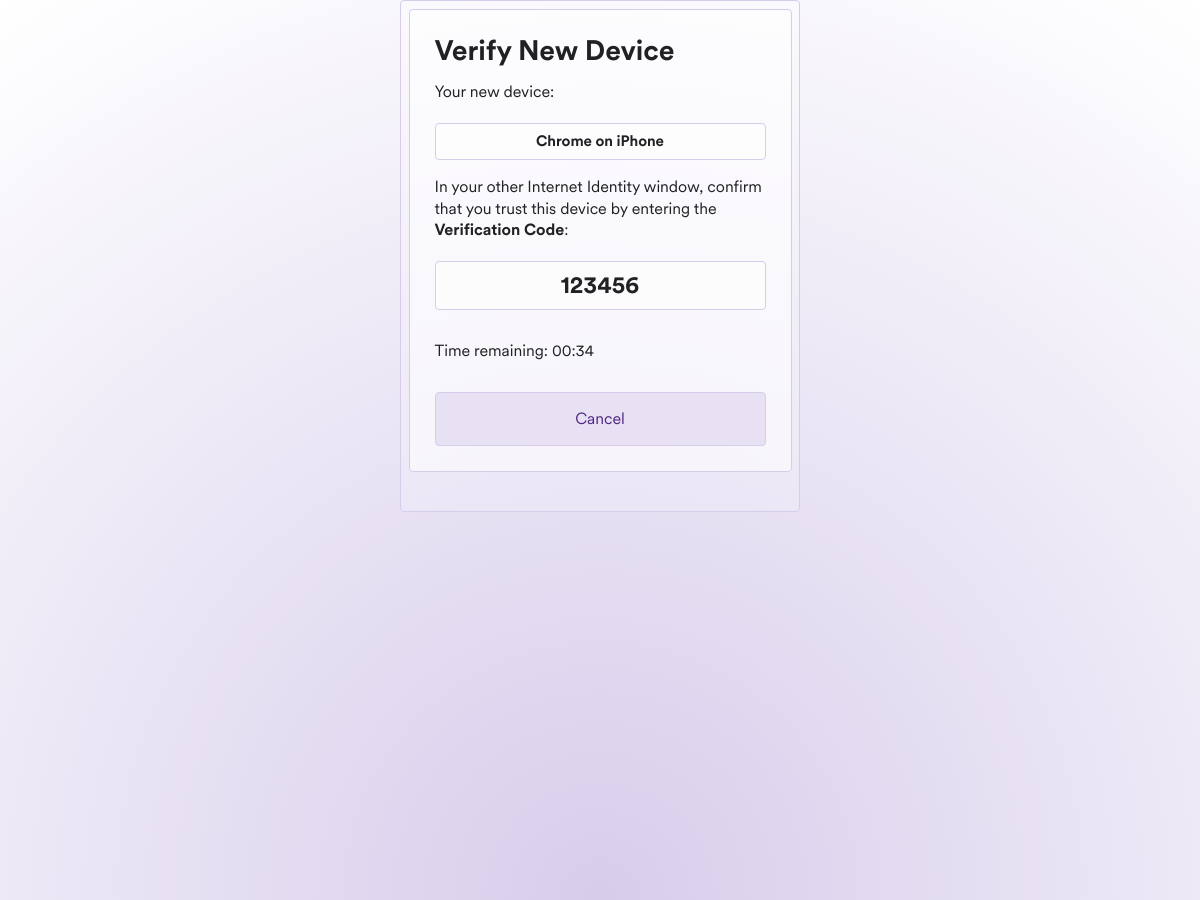 Verify New Device
Your new device:
Chrome on iPhone
In your other Internet Identity window, confirm
that you trust this device by entering the
Verification Code:
123456
Time remaining: 00:34
Cancel